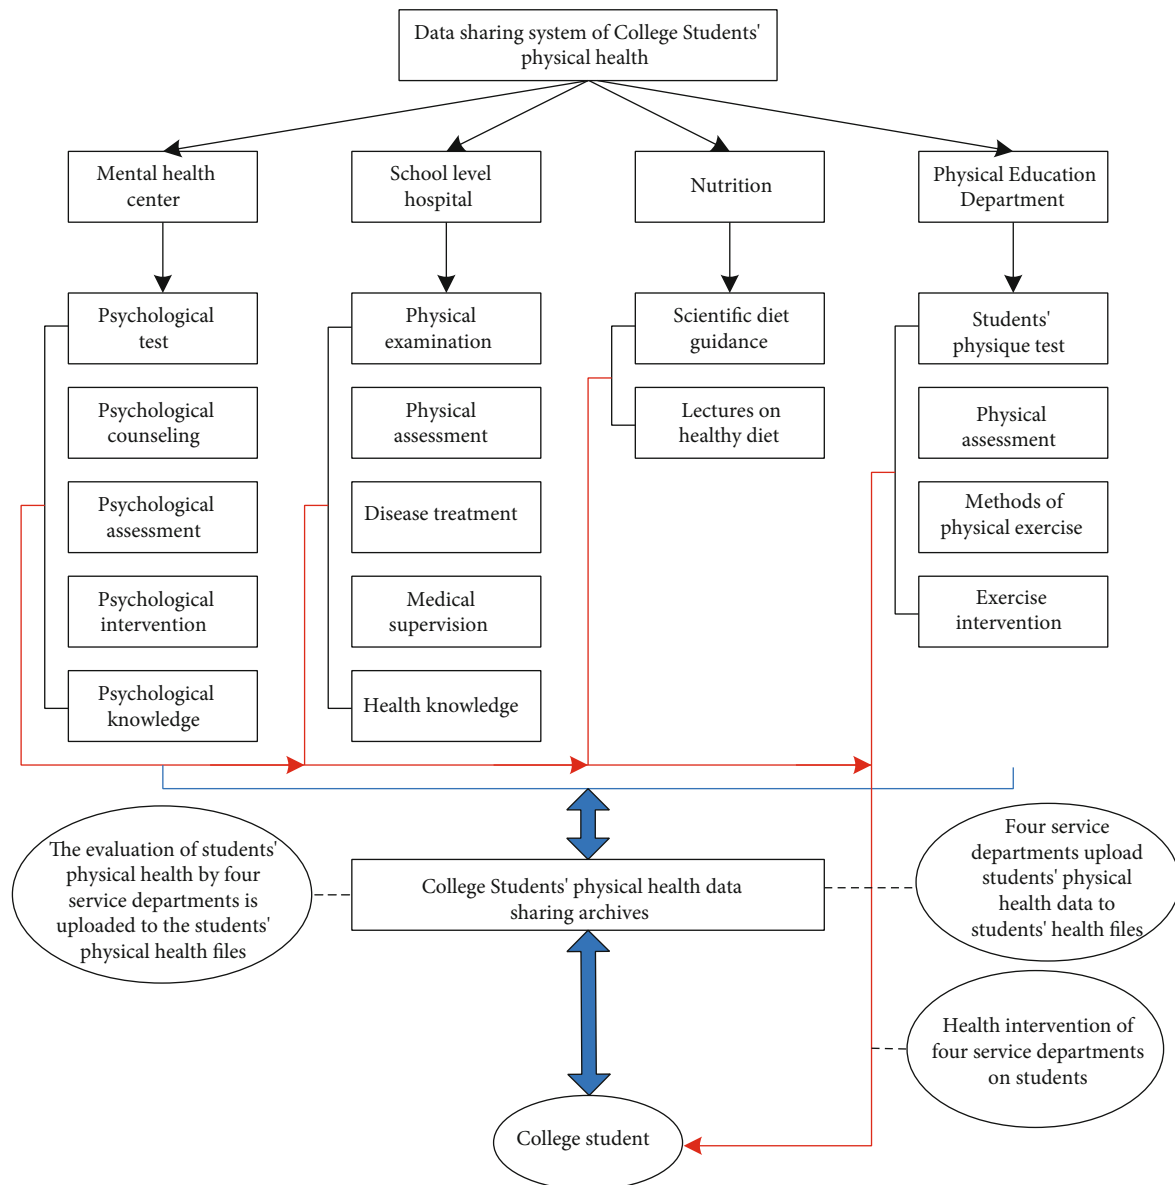 Data sharing system of College Students'
physical health
Mental health
center
School level
hospital
Nutrition
Physical Education
Department
Psychological
test
Physical
examination
Scientific diet
guidance
Students'
physique test
Psychological
counseling
Physical
assessment
Lectures on
healthy diet
Physical
assessment
Psychological
assessment
Disease treatment
Methods of
physical exercise
Psychological
intervention
Medical
supervision
Exercise
intervention
Psychological
knowledge
Health knowledge
The evaluation of students'
physical health by four
service departments is
uploaded to the students'
physical health files
College Students' physical health data
sharing archives
Four service
departments upload
students' physical
health data to
students' health files
Health intervention of
four service departments
on students
College student